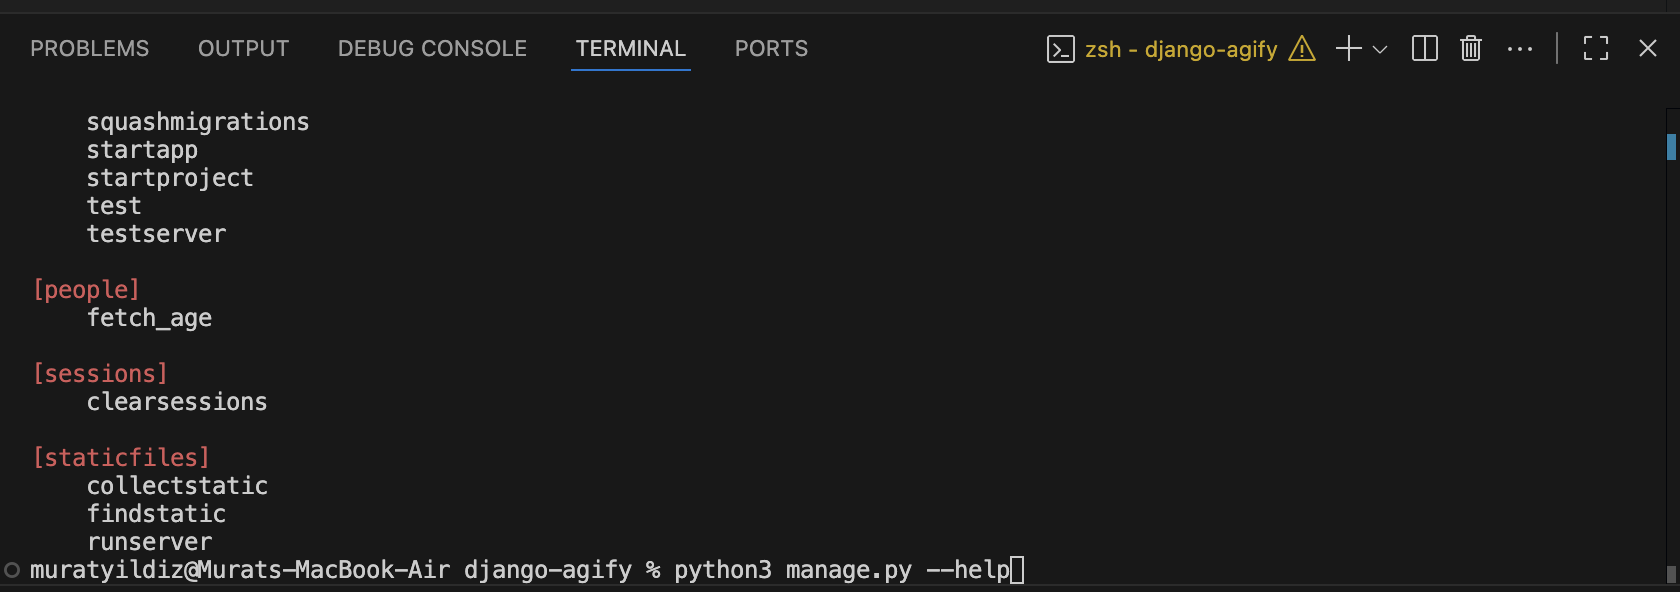 PROBLEMS OUTPUT DEBUG CONSOLE TERMINAL PORTS zsh - django-agify
squashmigrations
startapp
startproject
test
testserver
[people]
fetch_age
[sessions]
clearsessions
[staticfiles]
collectstatic
findstatic
runserver
muratyildiz@Murats-MacBook-Air django-agify % python3 manage.py --help